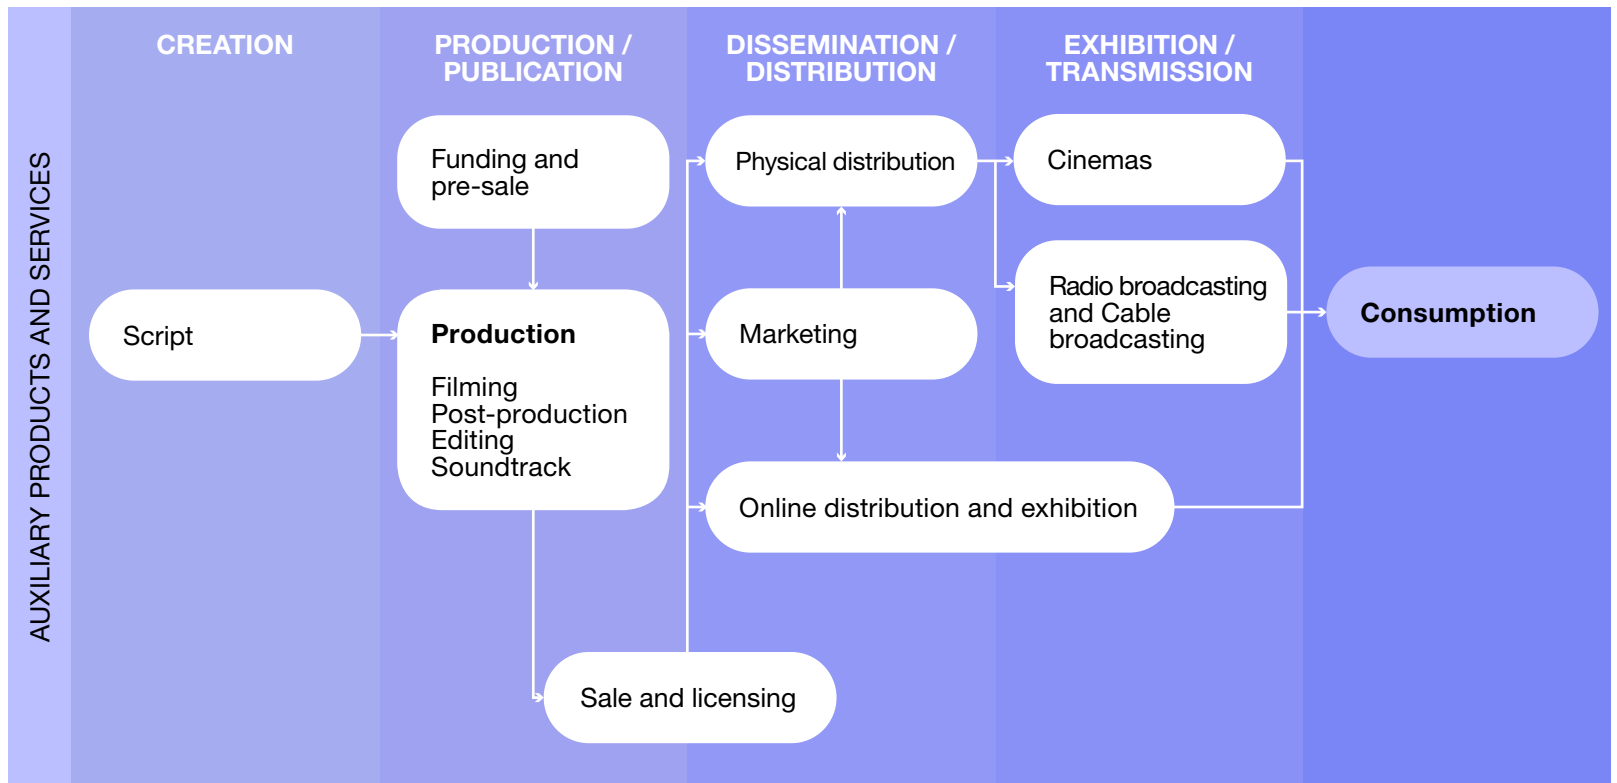 AUXILIARY PRODUCTS AND SERVICES
CREATION
PRODUCTION /
PUBLICATION
DISSEMINATION /
DISTRIBUTION
EXHIBITION /
TRANSMISSION
Funding and
pre-sale
Physical distribution
Cinemas
Script
Production
Filming
Post-production
Editing
Soundtrack
Marketing
Radio broadcasting
and Cable
broadcasting
Consumption
Online distribution and exhibition
Sale and licensing